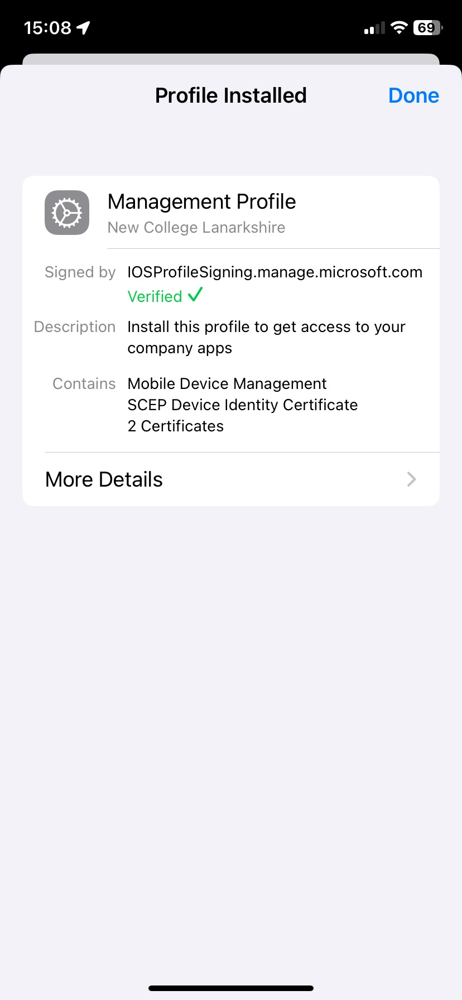 15:08
69
Profile Installed
Done
Management Profile
New College Lanarkshire
Signed by IOSProfileSigning.manage.microsoft.com
Verified ✓
Description Install this profile to get access to your
company apps
Contains Mobile Device Management
SCEP Device Identity Certificate
2 Certificates
More Details